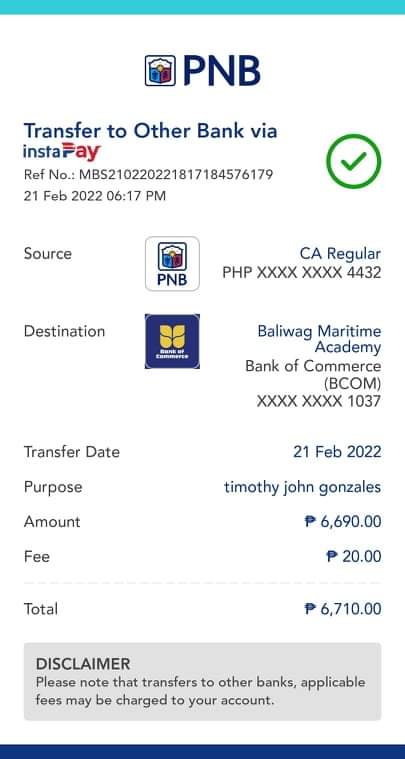 PNB
Transfer to Other Bank via
instaPay
Ref No.: MBS210220221817184576179
21 Feb 2022 06:17 PM
Source
PNB
CA Regular
PHP XXXX XXXX 4432
Destination
Bank of
Commerce
Baliwag Maritime
Academy
Bank of Commerce
(BCOM)
XXXX XXXX 1037
Transfer Date 21 Feb 2022
Purpose timothy john gonzales
Amount ₱ 6,690.00
Fee ₱ 20.00
Total ₱ 6,710.00
DISCLAIMER
Please note that transfers to other banks, applicable
fees may be charged to your account.